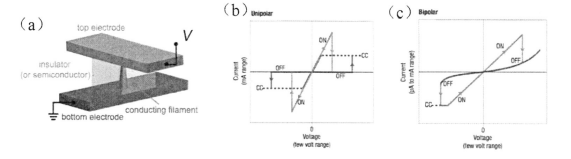 (a)
top electrode
V
insulator
(or semiconductor)
conducting filament
bottom electrode
(b)
Unipolar
ON
CC
OFF
OFF
CC
ON
Current
(mA range)
0
Voltage
(few volt range)
(c)
Bipolar
ON
OFF
OFF
CC
ON
Current
(µA to mA range)
0
Voltage
(few volt range)